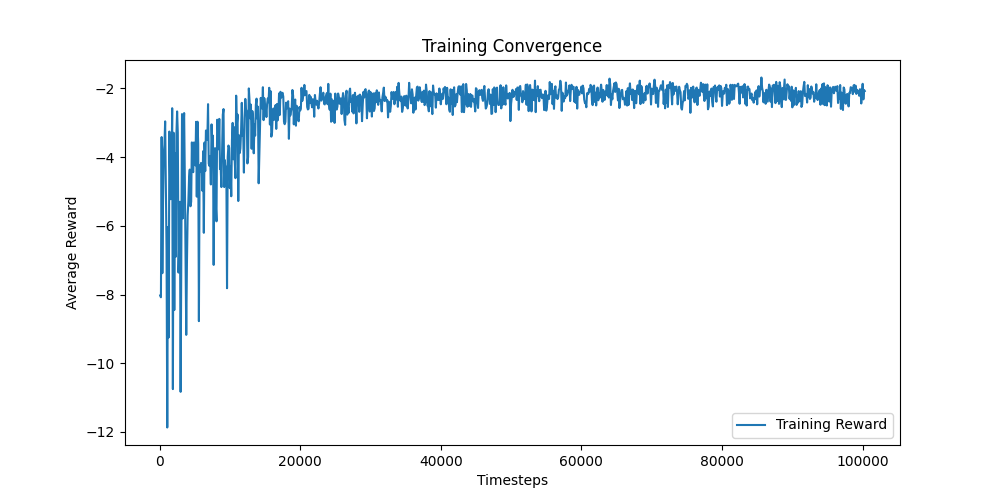 Training Convergence
Average Reward
−2
−4
−6
−8
−10
−12
Training Reward
0 20000 40000 60000 80000 100000
Timesteps